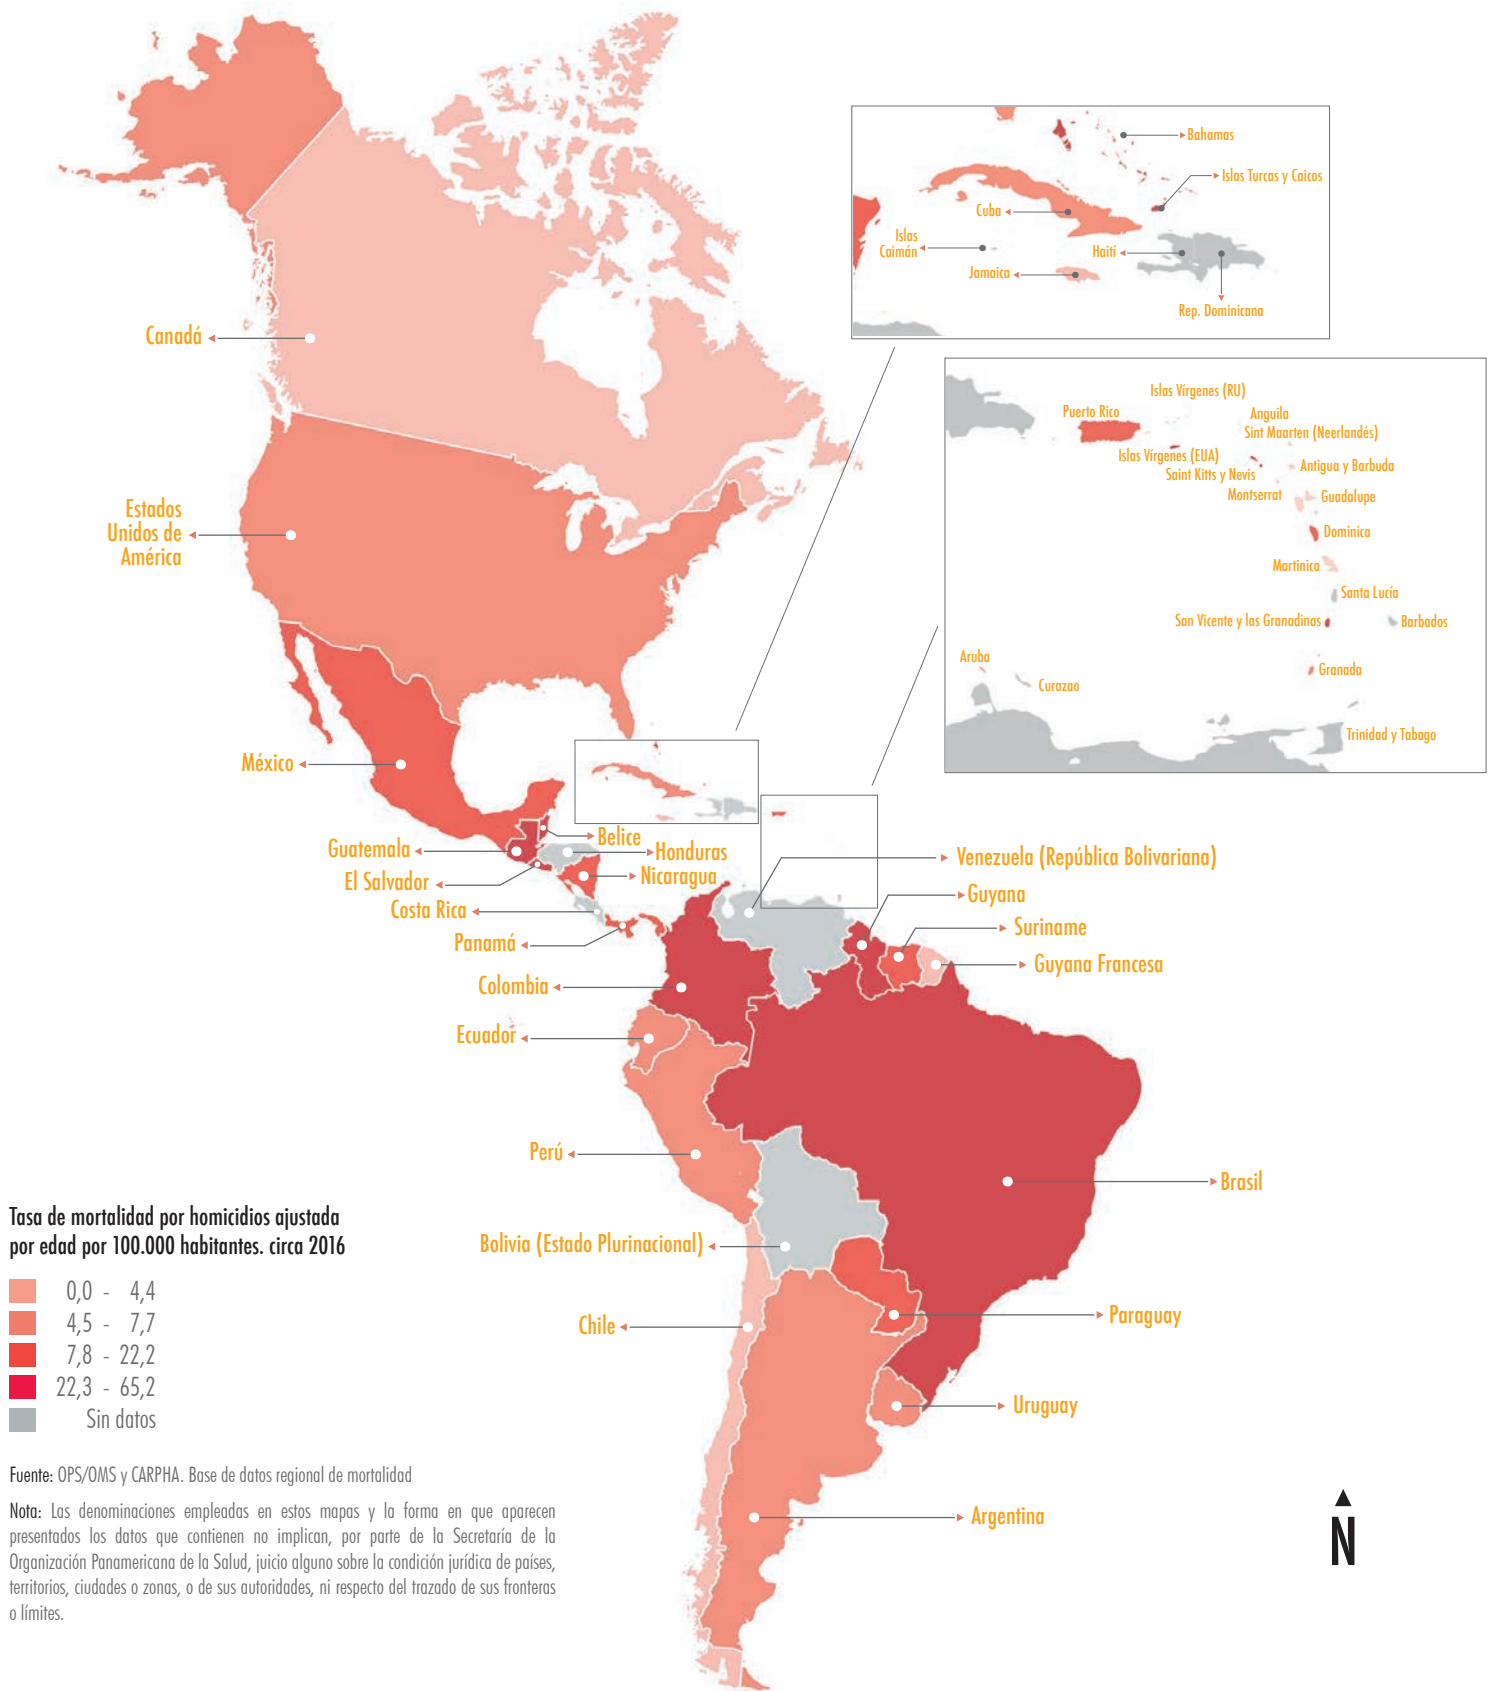 Bahamas
Islas Turcas y Caicos
Cuba
Islas
Caimán
Haití
Jamaica
Rep. Dominicana
Canadá
Islas Vírgenes (RU)
Puerto Rico
Anguila
Sint Maarten (Neerlandés)
Islas Vírgenes (EUA)
Antigua y Barbuda
Saint Kitts y Nevis
Montserrat
Guadalupe
Estados
Unidos de
América
Dominica
Martinica
Santa Lucía
San Vicente y las Granadinas
Barbados
Aruba
Granada
Curazao
Trinidad y Tabago
México
Belice
Guatemala
Honduras
Venezuela (República Bolivariana)
El Salvador
Nicaragua
Guyana
Costa Rica
Suriname
Panamá
Guyana Francesa
Colombia
Ecuador
Perú
Brasil
Bolivia (Estado Plurinacional)
Paraguay
Chile
Uruguay
Argentina
Tasa de mortalidad por homicidios ajustada
por edad por 100.000 habitantes. circa 2016
0,0 - 4,4
4,5 - 7,7
7,8 - 22,2
22,3 - 65,2
Sin datos
Fuente: OPS/OMS y CARPHA. Base de datos regional de mortalidad
Nota: Las denominaciones empleadas en estos mapas y la forma en que aparecen
presentados los datos que contienen no implican, por parte de la Secretaría de la
Organización Panamericana de la Salud, juicio alguno sobre la condición jurídica de países,
territorios, ciudades o zonas, o de sus autoridades, ni respecto del trazado de sus fronteras
o límites.
N